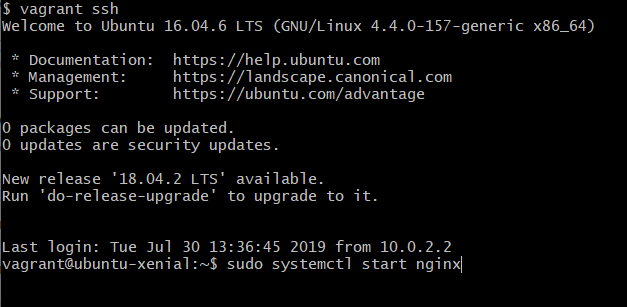 $ vagrant ssh
Welcome to Ubuntu 16.04.6 LTS (GNU/Linux 4.4.0-157-generic x86_64)
* Documentation:  https://help.ubuntu.com
* Management:     https://landscape.canonical.com
* Support:        https://ubuntu.com/advantage
0 packages can be updated.
0 updates are security updates.
New release '18.04.2 LTS' available.
Run 'do-release-upgrade' to upgrade to it.
Last login: Tue Jul 30 13:36:45 2019 from 10.0.2.2
vagrant@ubuntu-xenial:~$ sudo systemctl start nginx